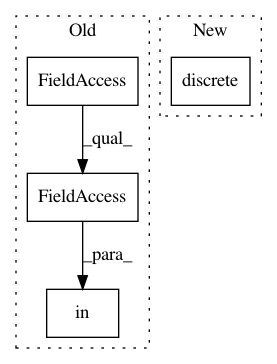 Old
New
FieldAccess
discrete
_qual_
FieldAccess
_para_
in